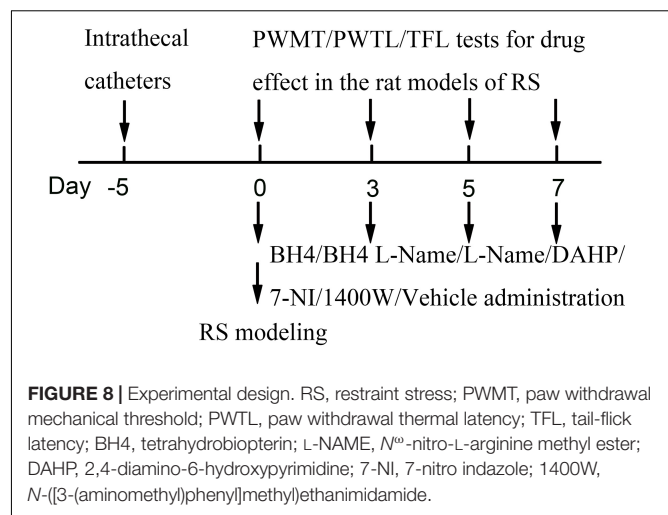 Intrathecal
catheters
PWMT/PWTL/TFL tests for drug
effect in the rat models of RS
Day -5 0 3 5 7
BH4/BH4 L-Name/L-Name/DAHP/
7-NI/1400W/Vehicle administration
RS modeling
FIGURE 8 | Experimental design. RS, restraint stress; PWMT, paw withdrawal
mechanical threshold; PWTL, paw withdrawal thermal latency; TFL, tail-flick
latency; BH4, tetrahydrobiopterin; L-NAME, Nω-nitro-L-arginine methyl ester;
DAHP, 2,4-diamino-6-hydroxypyrimidine; 7-NI, 7-nitro indazole; 1400W,
N-([3-(aminomethyl)phenyl]methyl)ethanimidamide.